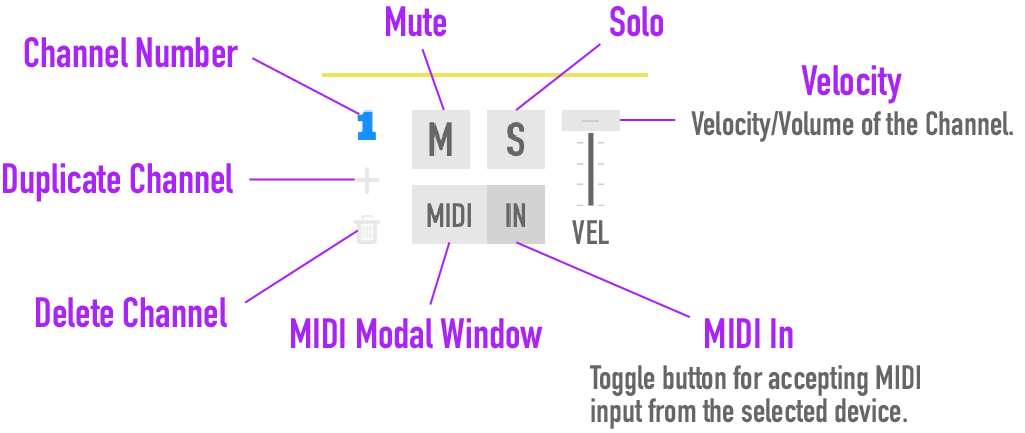 Mute
Solo
Channel Number
Velocity
Velocity/Volume of the Channel.
1
M
S
Duplicate Channel
MIDI
IN
VEL
Delete Channel
MIDI Modal Window
MIDI In
Toggle button for accepting MIDI
input from the selected device.